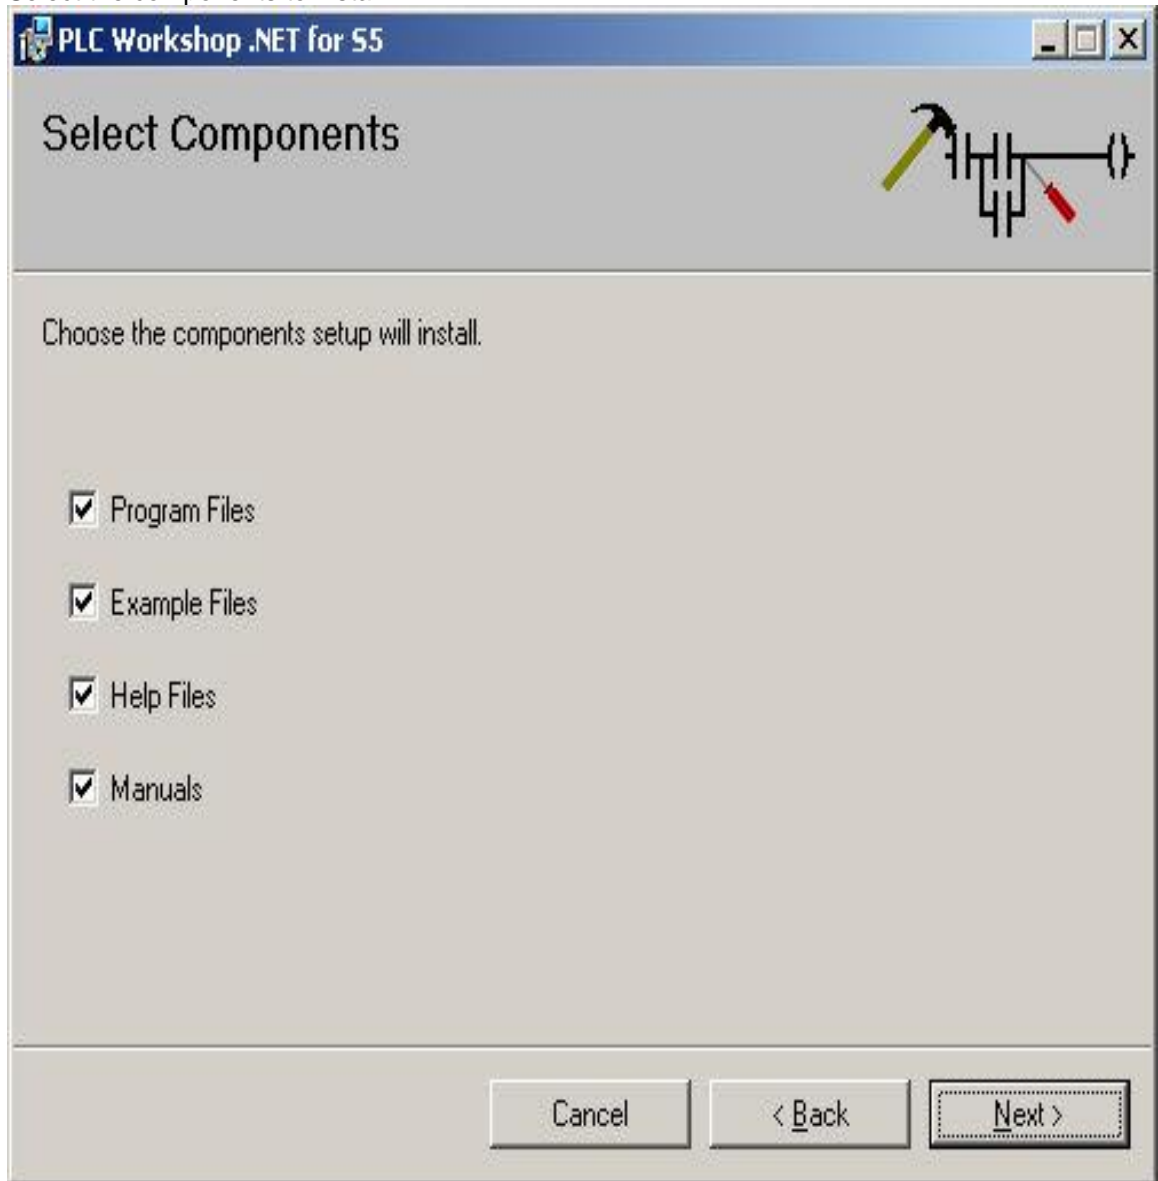 PLC Workshop .NET for S5
Select Components
Choose the components setup will install.
Program Files
Example Files
Help Files
Manuals
Cancel
< Back
Next >